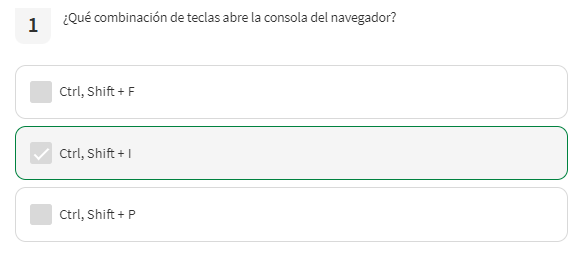 1
¿Qué combinación de teclas abre la consola del navegador?
Ctrl, Shift + F
Ctrl, Shift + I
Ctrl, Shift + P